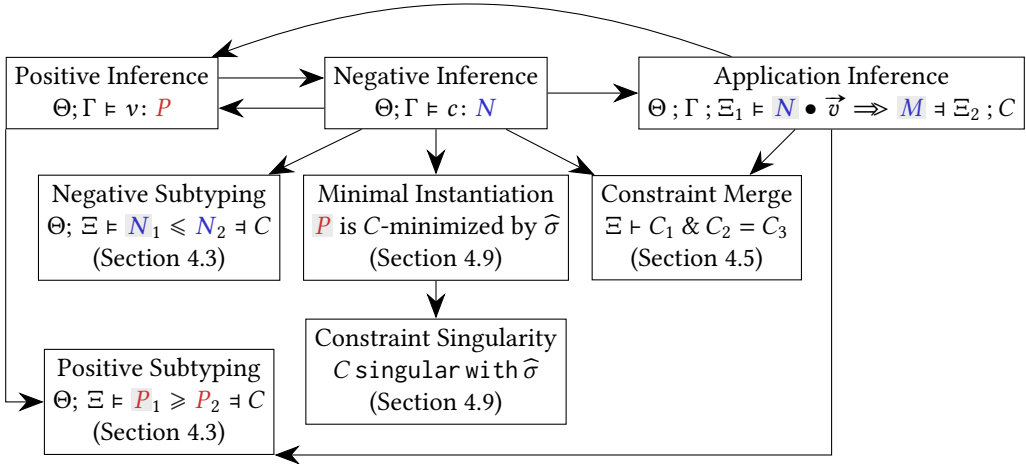 Positive Inference
Θ; Γ ⊨ v: P
Negative Inference
Θ; Γ ⊨ c: N
Application Inference
Θ ; Γ ; Ξ₁ ⊨ N ● v⃗ ⇒> M ⫤ Ξ₂ ; C
Negative Subtyping
Θ; Ξ ⊨ N₁ ⩽ N₂ ⫤ C
(Section 4.3)
Minimal Instantiation
P is C-minimized by σ̂
(Section 4.9)
Constraint Merge
Ξ ⊢ C₁ & C₂ = C₃
(Section 4.5)
Constraint Singularity
C singular with σ̂
(Section 4.9)
Positive Subtyping
Θ; Ξ ⊨ P₁ ⩾ P₂ ⫤ C
(Section 4.3)